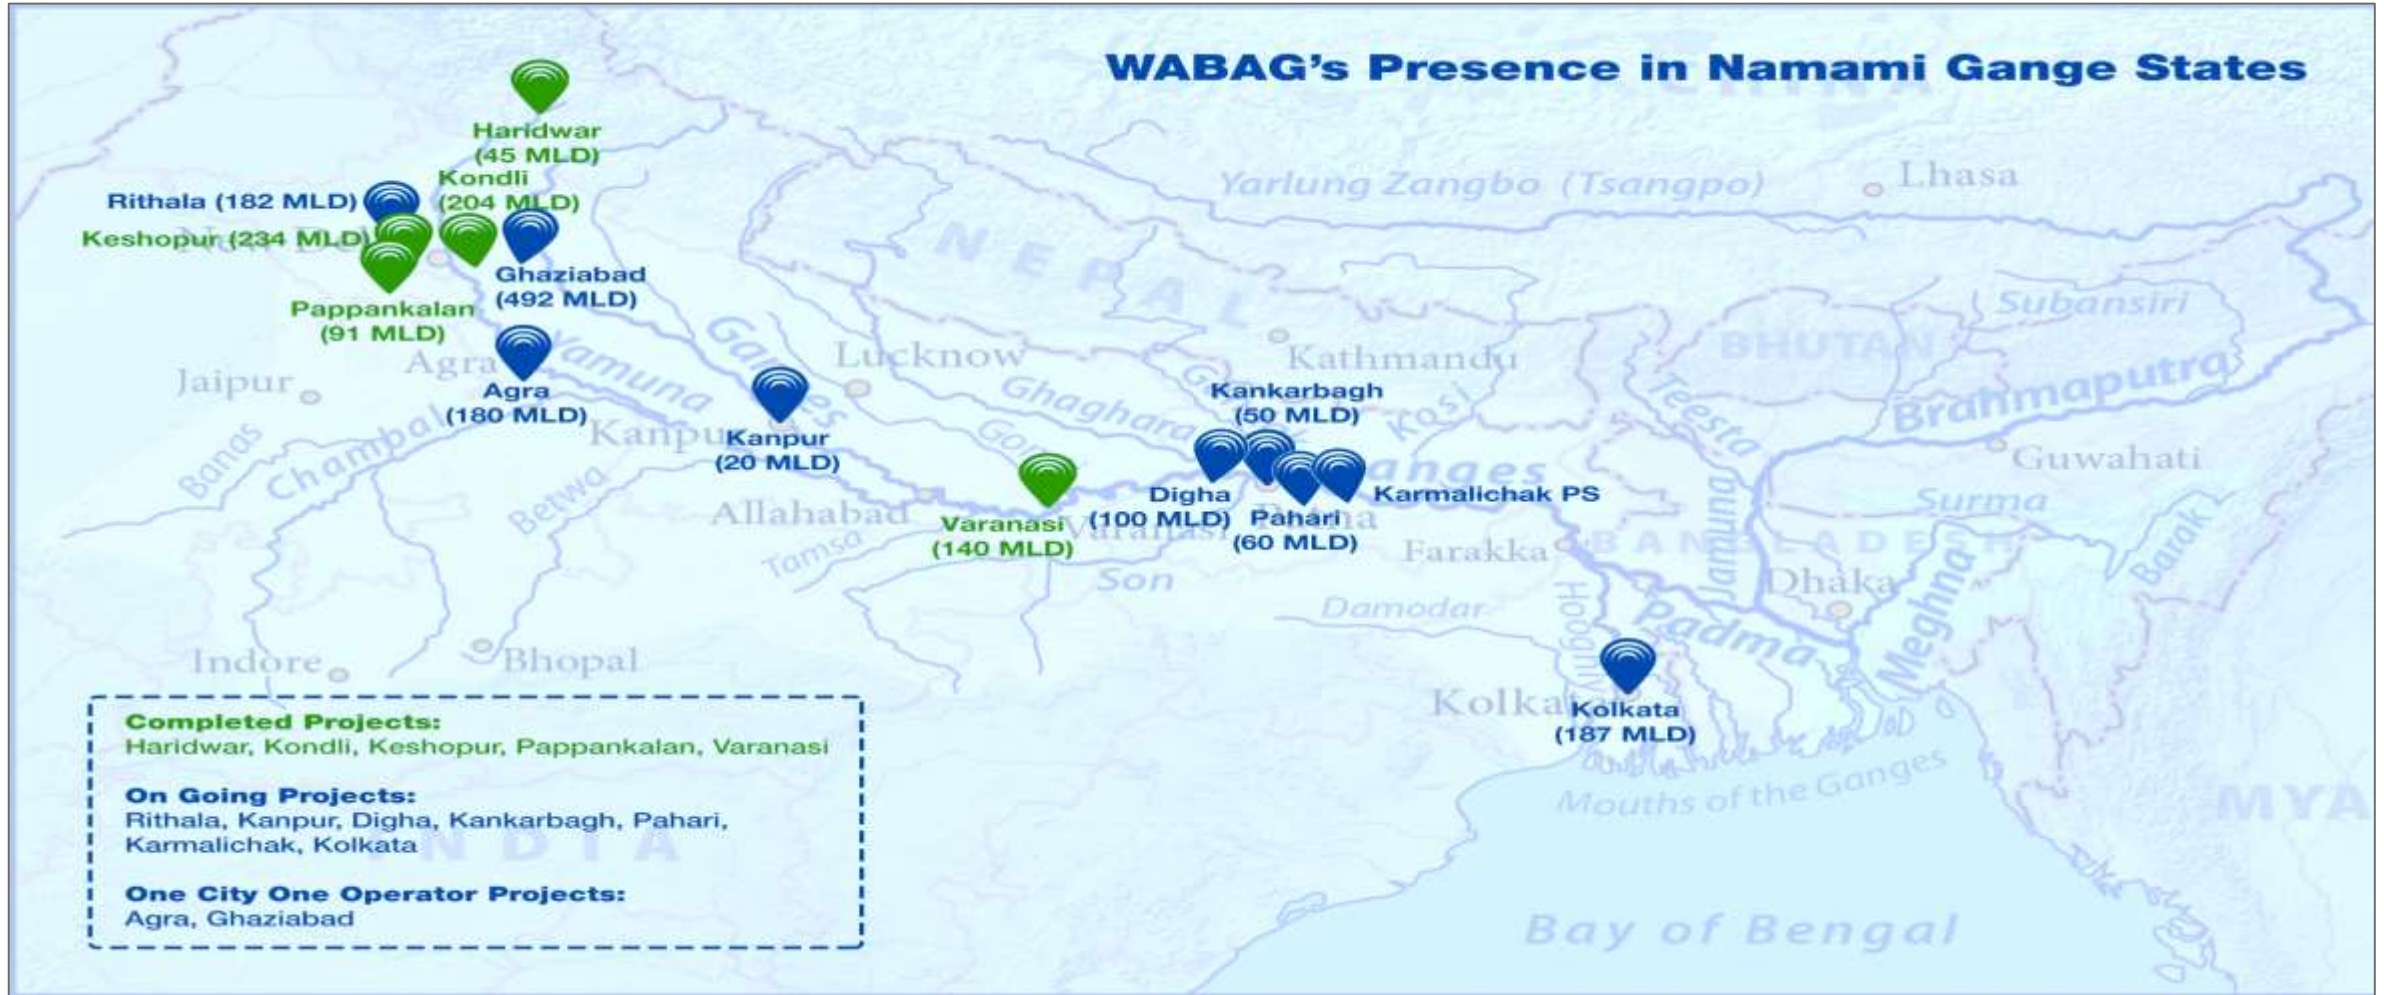 WABAG's Presence in Namami Gange States
Haridwar
(45 MLD)
Kondli
(204 MLD)
Rithala (182 MLD)
Keshopur (234 MLD)
Ghaziabad
(492 MLD)
Pappankalan
(91 MLD)
Agra
Agra
(180 MLD)
Jaipur
Yamuna
Ganges
Lucknow
Kanpur
(20 MLD)
Banas
Chambal
Betwa
Allahabad
Tamsa
Varanasi
(140 MLD)
Varanasi
Son
Ghaghara
NEPAL
Kathmandu
Kosi
Kankarbagh
(50 MLD)
Digha
(100 MLD)
Pahari
(60 MLD)
Karmalichak PS
Yarlung Zangbo (Tsangpo)
Lhasa
Subansiri
BHUTAN
Brahmaputra
Teesta
Guwahati
Surma
Barak
BANGLADESH
Jamuna
Dhaka
Meghna
Padma
Farakka
Damodar
Kolkata
(187 MLD)
Mouths of the Ganges
Bay of Bengal
Indore
Bhopal
INDIA
Completed Projects:
Haridwar, Kondli, Keshopur, Pappankalan, Varanasi
On Going Projects:
Rithala, Kanpur, Digha, Kankarbagh, Pahari,
Karmalichak, Kolkata
One City One Operator Projects:
Agra, Ghaziabad